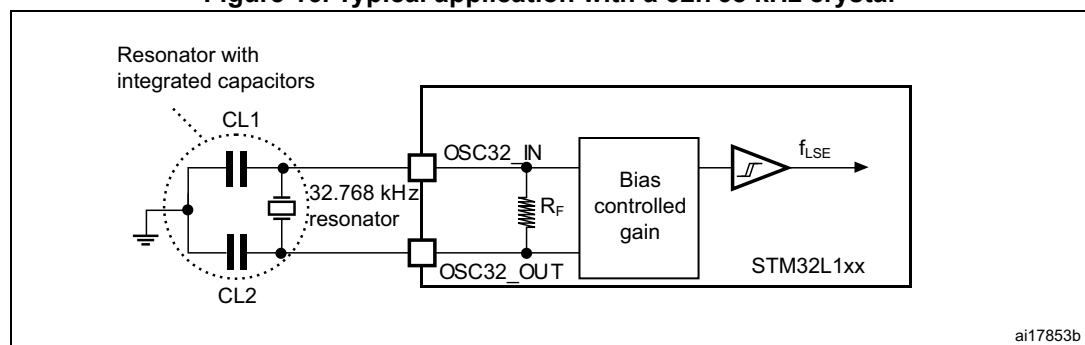 Figure 16. Typical application with a 32.768 kHz crystal
Resonator with
integrated capacitors
CL1
OSC32_IN
fLSE
32.768 kHz
resonator
RF
Bias
controlled
gain
OSC32_OUT
STM32L1xx
CL2
ai17853b